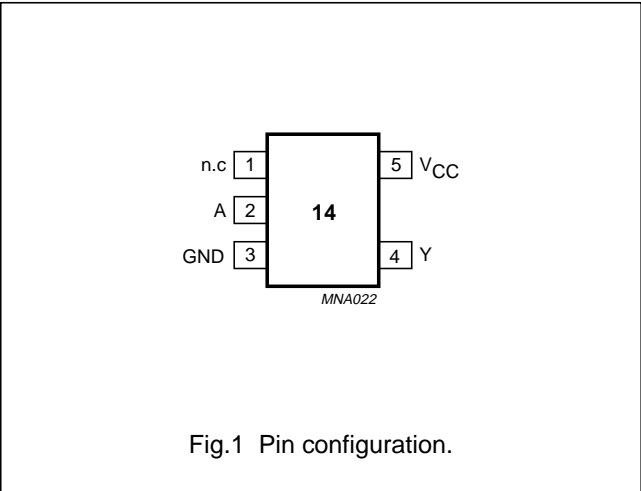 n.c 1 5 VCC
A 2 14
GND 3 4 Y
MNA022
Fig.1 Pin configuration.